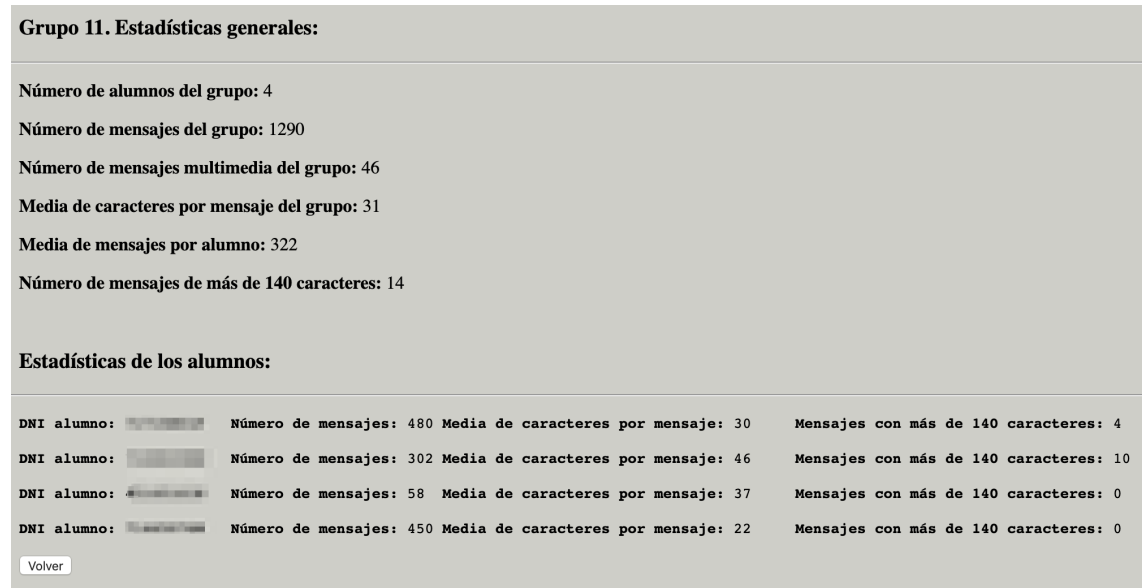 Grupo 11. Estadísticas generales:
Número de alumnos del grupo: 4
Número de mensajes del grupo: 1290
Número de mensajes multimedia del grupo: 46
Media de caracteres por mensaje del grupo: 31
Media de mensajes por alumno: 322
Número de mensajes de más de 140 caracteres: 14
Estadísticas de los alumnos:
DNI alumno: Número de mensajes: 480 Media de caracteres por mensaje: 30 Mensajes con más de 140 caracteres: 4
DNI alumno: Número de mensajes: 302 Media de caracteres por mensaje: 46 Mensajes con más de 140 caracteres: 10
DNI alumno: Número de mensajes: 58 Media de caracteres por mensaje: 37 Mensajes con más de 140 caracteres: 0
DNI alumno: Número de mensajes: 450 Media de caracteres por mensaje: 22 Mensajes con más de 140 caracteres: 0
Volver